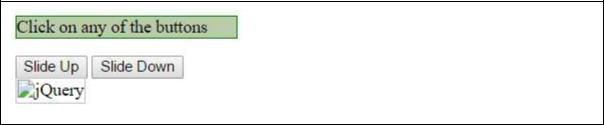 Click on any of the buttons
Slide Up Slide Down
jQuery